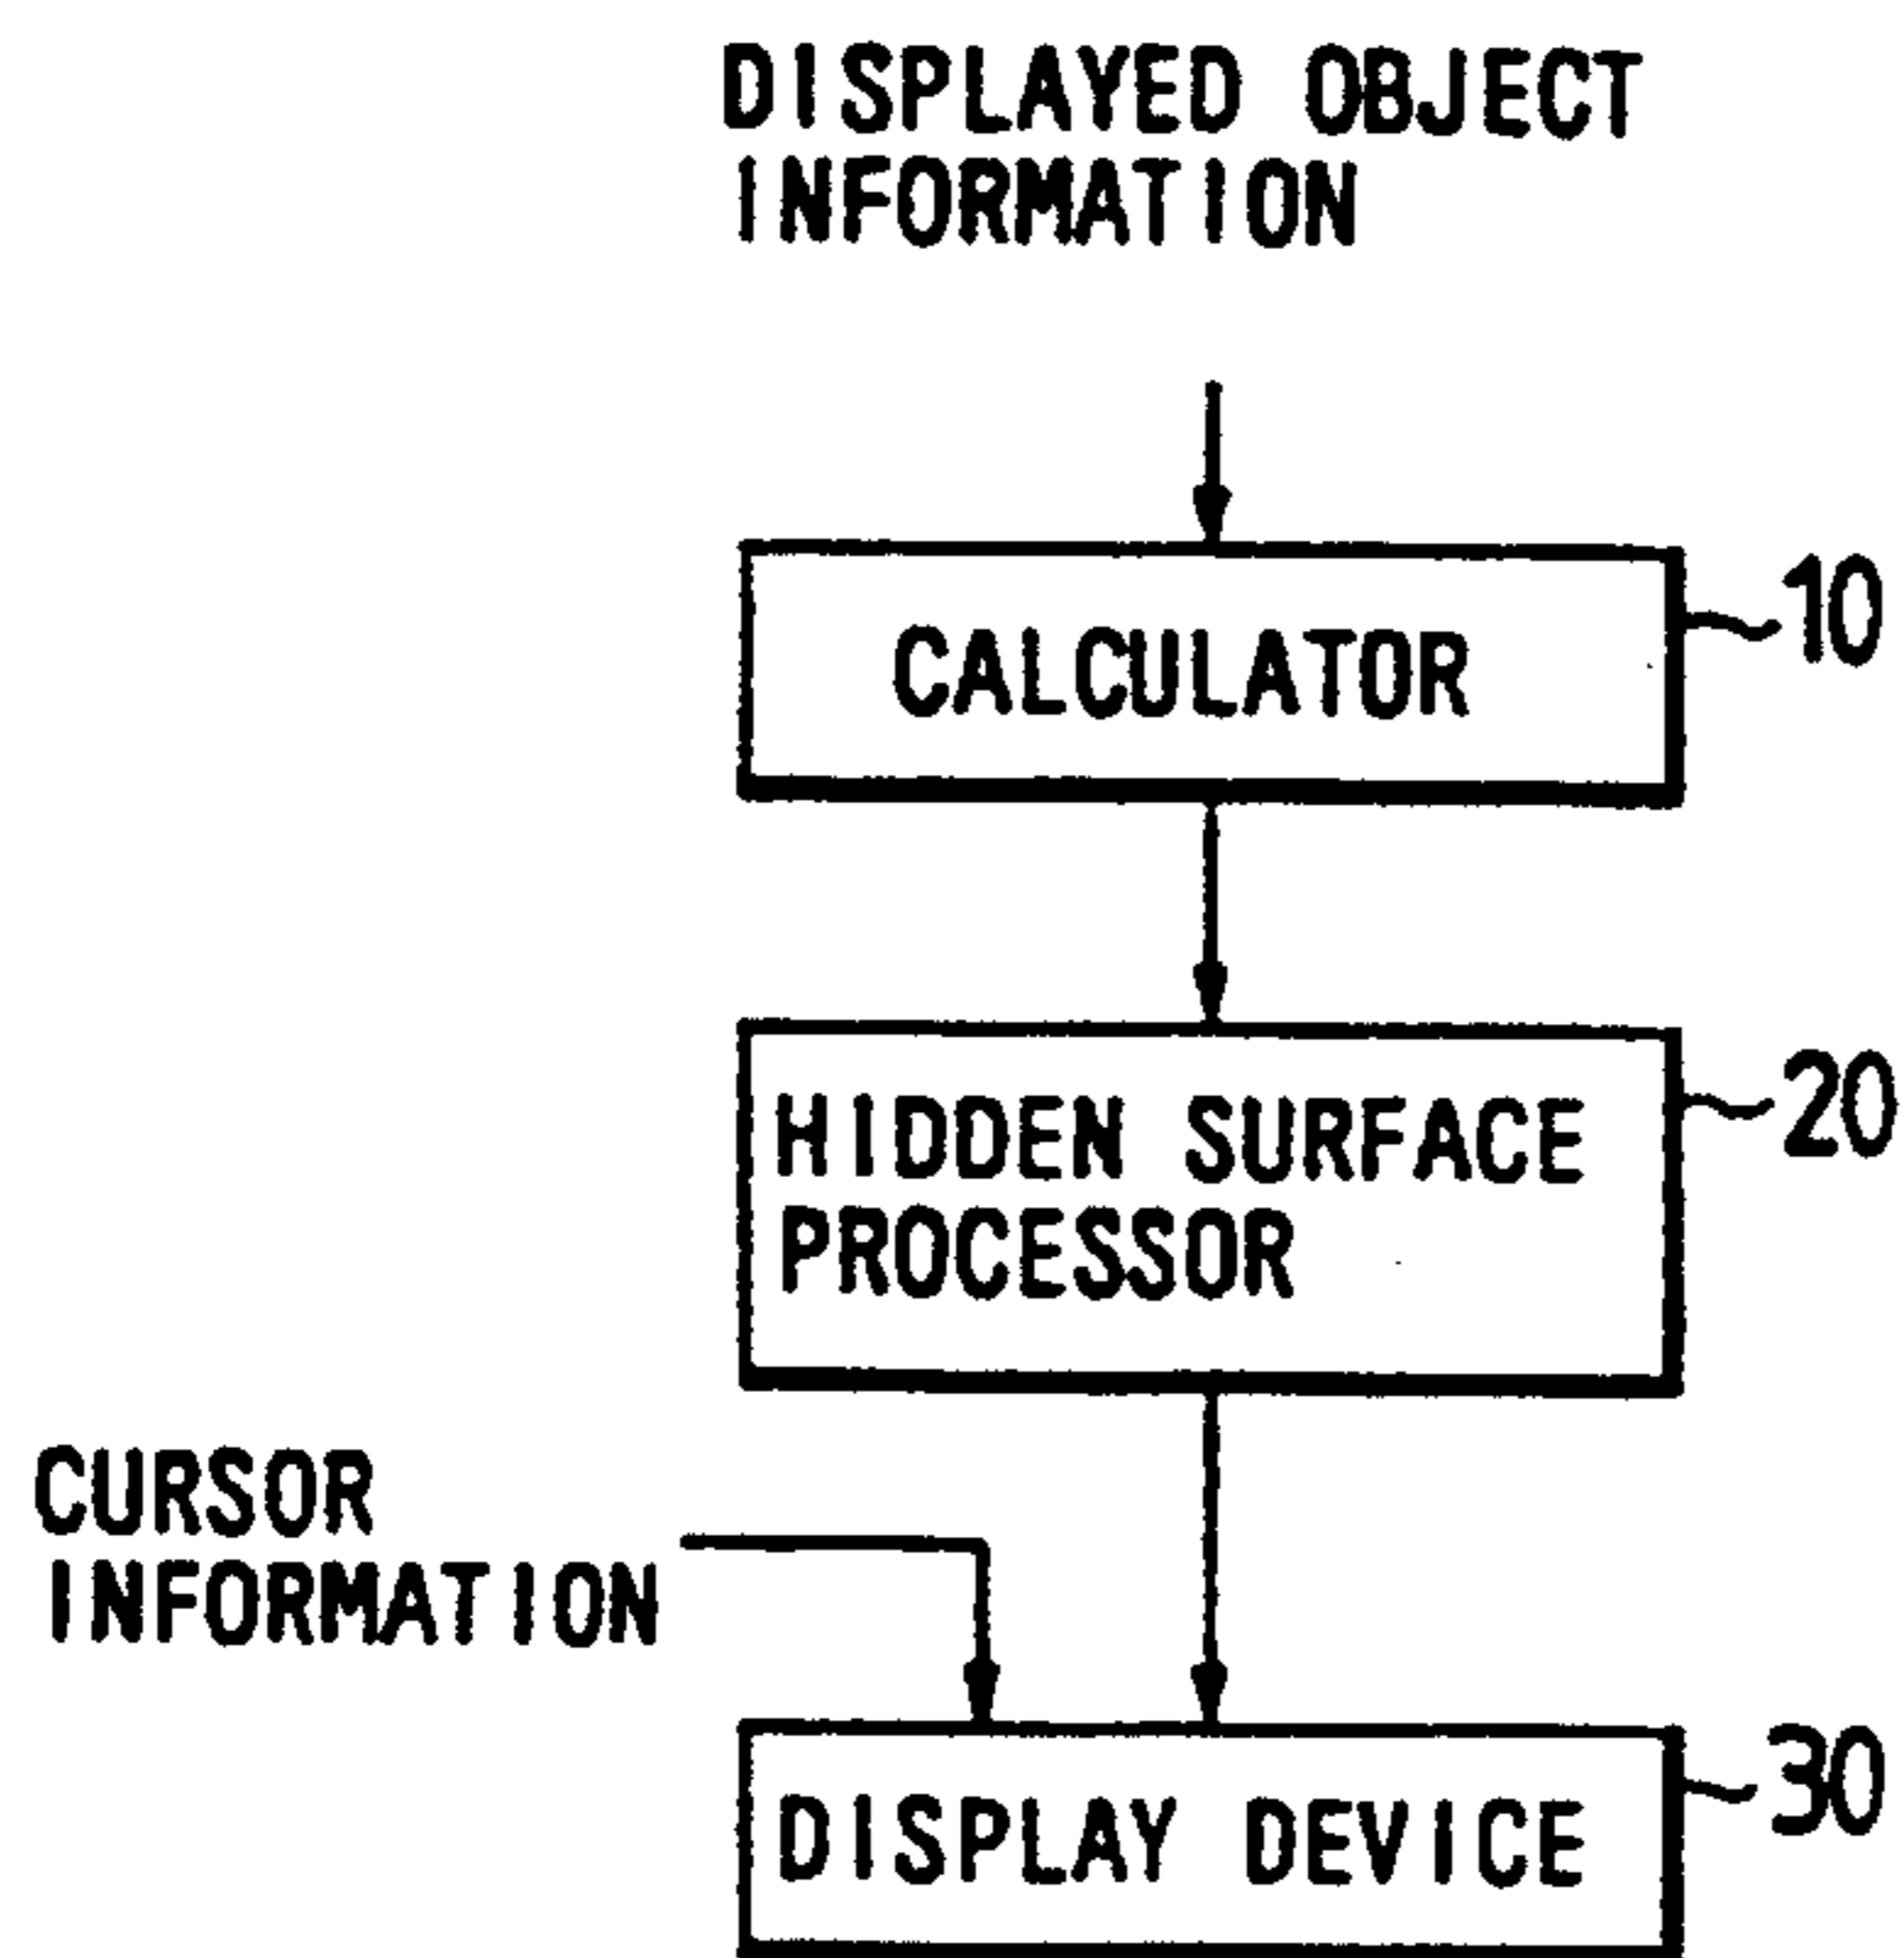 DISPLAYED OBJECT
INFORMATION
CALCULATOR
10
HIDDEN SURFACE
PROCESSOR
20
CURSOR
INFORMATION
DISPLAY DEVICE
30